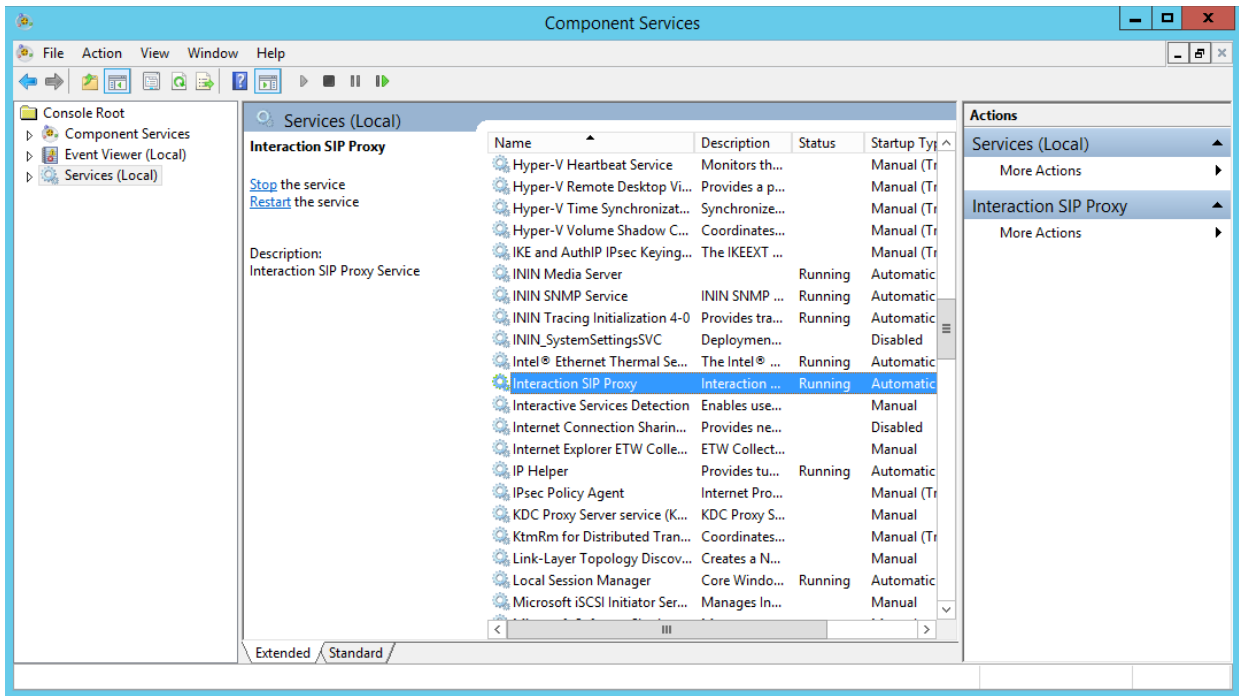 Component Services
File Action View Window Help
Console Root
Component Services
Event Viewer (Local)
Services (Local)
Services (Local)
Interaction SIP Proxy
Stop the service
Restart the service
Description:
Interaction SIP Proxy Service
Name Description Status Startup Typ
Hyper-V Heartbeat Service Monitors th... Manual (Tr
Hyper-V Remote Desktop Vi... Provides a p... Manual (Tr
Hyper-V Time Synchronizat... Synchronize... Manual (Tr
Hyper-V Volume Shadow C... Coordinates... Manual (Tr
IKE and AuthIP IPsec Keying... The IKEEXT ... Manual (Tr
ININ Media Server Running Automatic
ININ SNMP Service ININ SNMP ... Running Automatic
ININ Tracing Initialization 4-0 Provides tra... Running Automatic
ININ_SystemSettingsSVC Deploymen... Disabled
Intel® Ethernet Thermal Se... The Intel® ... Running Automatic
Interaction SIP Proxy Interaction ... Running Automatic
Interactive Services Detection Enables use... Manual
Internet Connection Sharin... Provides ne... Disabled
Internet Explorer ETW Colle... ETW Collect... Manual
IP Helper Provides tu... Running Automatic
IPsec Policy Agent Internet Pro... Manual (Tr
KDC Proxy Server service (K... KDC Proxy S... Manual
KtmRm for Distributed Tran... Coordinates... Manual (Tr
Link-Layer Topology Discov... Creates a N... Manual
Local Session Manager Core Windo... Running Automatic
Microsoft iSCSI Initiator Ser... Manages In... Manual
Extended Standard
Actions
Services (Local)
More Actions
Interaction SIP Proxy
More Actions